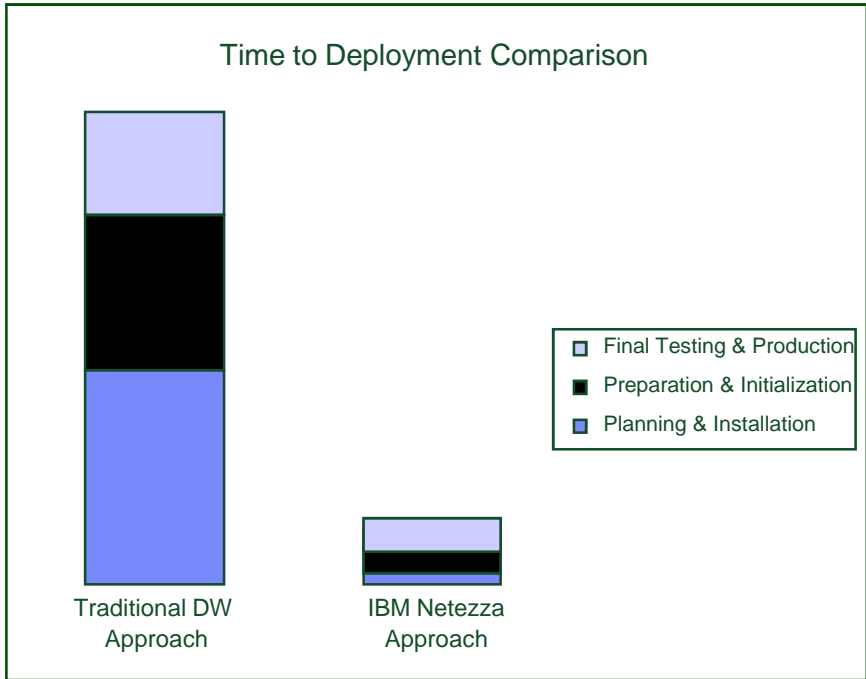 Time to Deployment Comparison
Final Testing & Production
Preparation & Initialization
Planning & Installation
Traditional DW
Approach
IBM Netezza
Approach